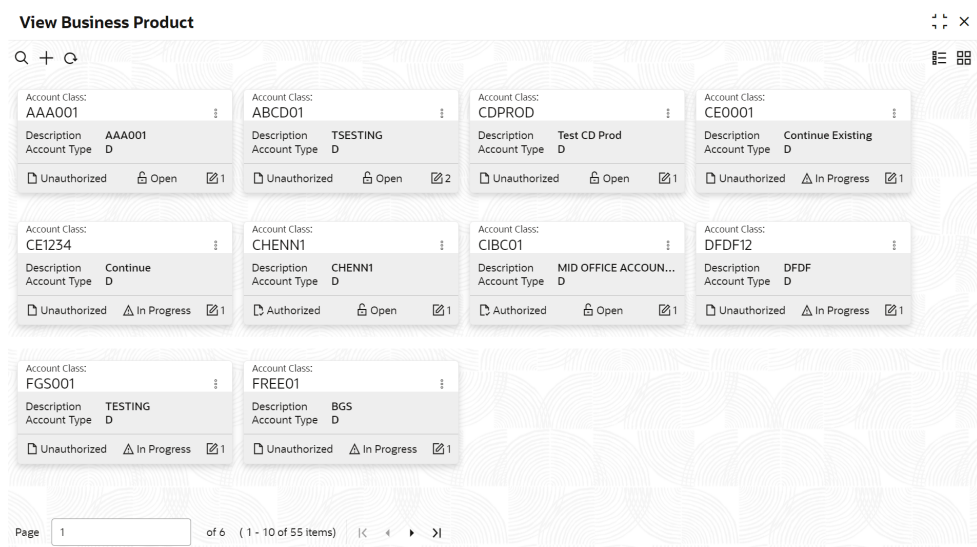 View Business Product
Account Class: Account Class: Account Class: Account Class:
AAA001 ABCD01 CDPROD CE0001
Description AAA001 Description TSESTING Description Test CD Prod Description Continue Existing
Account Type D Account Type D Account Type D Account Type D
Unauthorized Open 1 Unauthorized Open 2 Unauthorized Open 1 Unauthorized In Progress 1
Account Class: Account Class: Account Class: Account Class:
CE1234 CHENN1 CIBC01 DFDF12
Description Continue Description CHENN1 Description MID OFFICE ACCOUN... Description DFDF
Account Type D Account Type D Account Type D Account Type D
Unauthorized In Progress 1 Authorized Open 1 Authorized Open 1 Unauthorized In Progress 1
Account Class: Account Class:
FGS001 FREE01
Description TESTING Description BGS
Account Type D Account Type D
Unauthorized In Progress 1 Unauthorized In Progress 1
Page 1 of 6 ( 1 - 10 of 55 items)